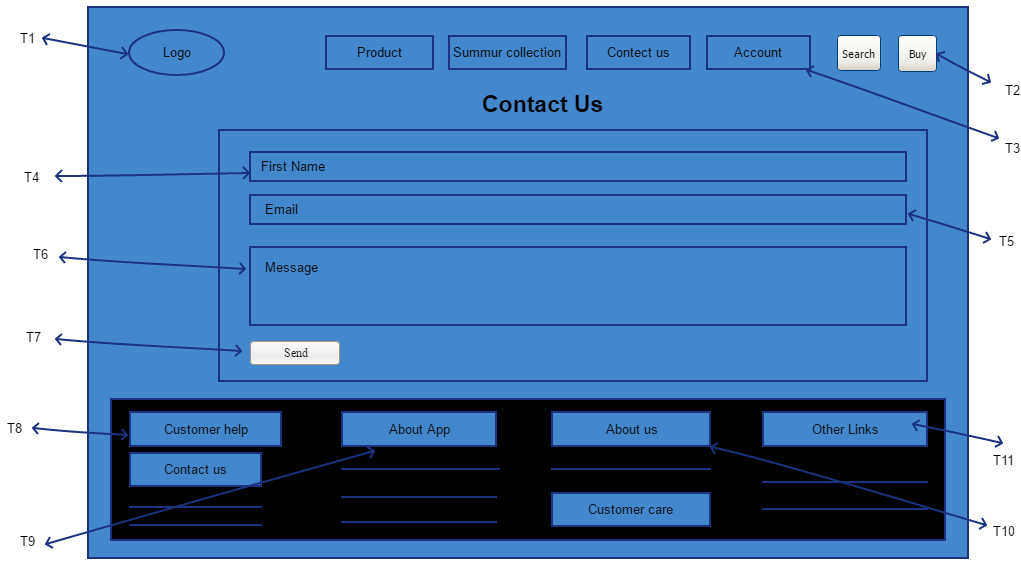 T1
Logo
Product
Summur collection
Contect us
Account
Search
Buy
T2
Contact Us
T3
First Name
T4
Email
T5
T6
Message
T7
Send
T8
Customer help
About App
About us
Other Links
T11
Contact us
Customer care
T9
T10